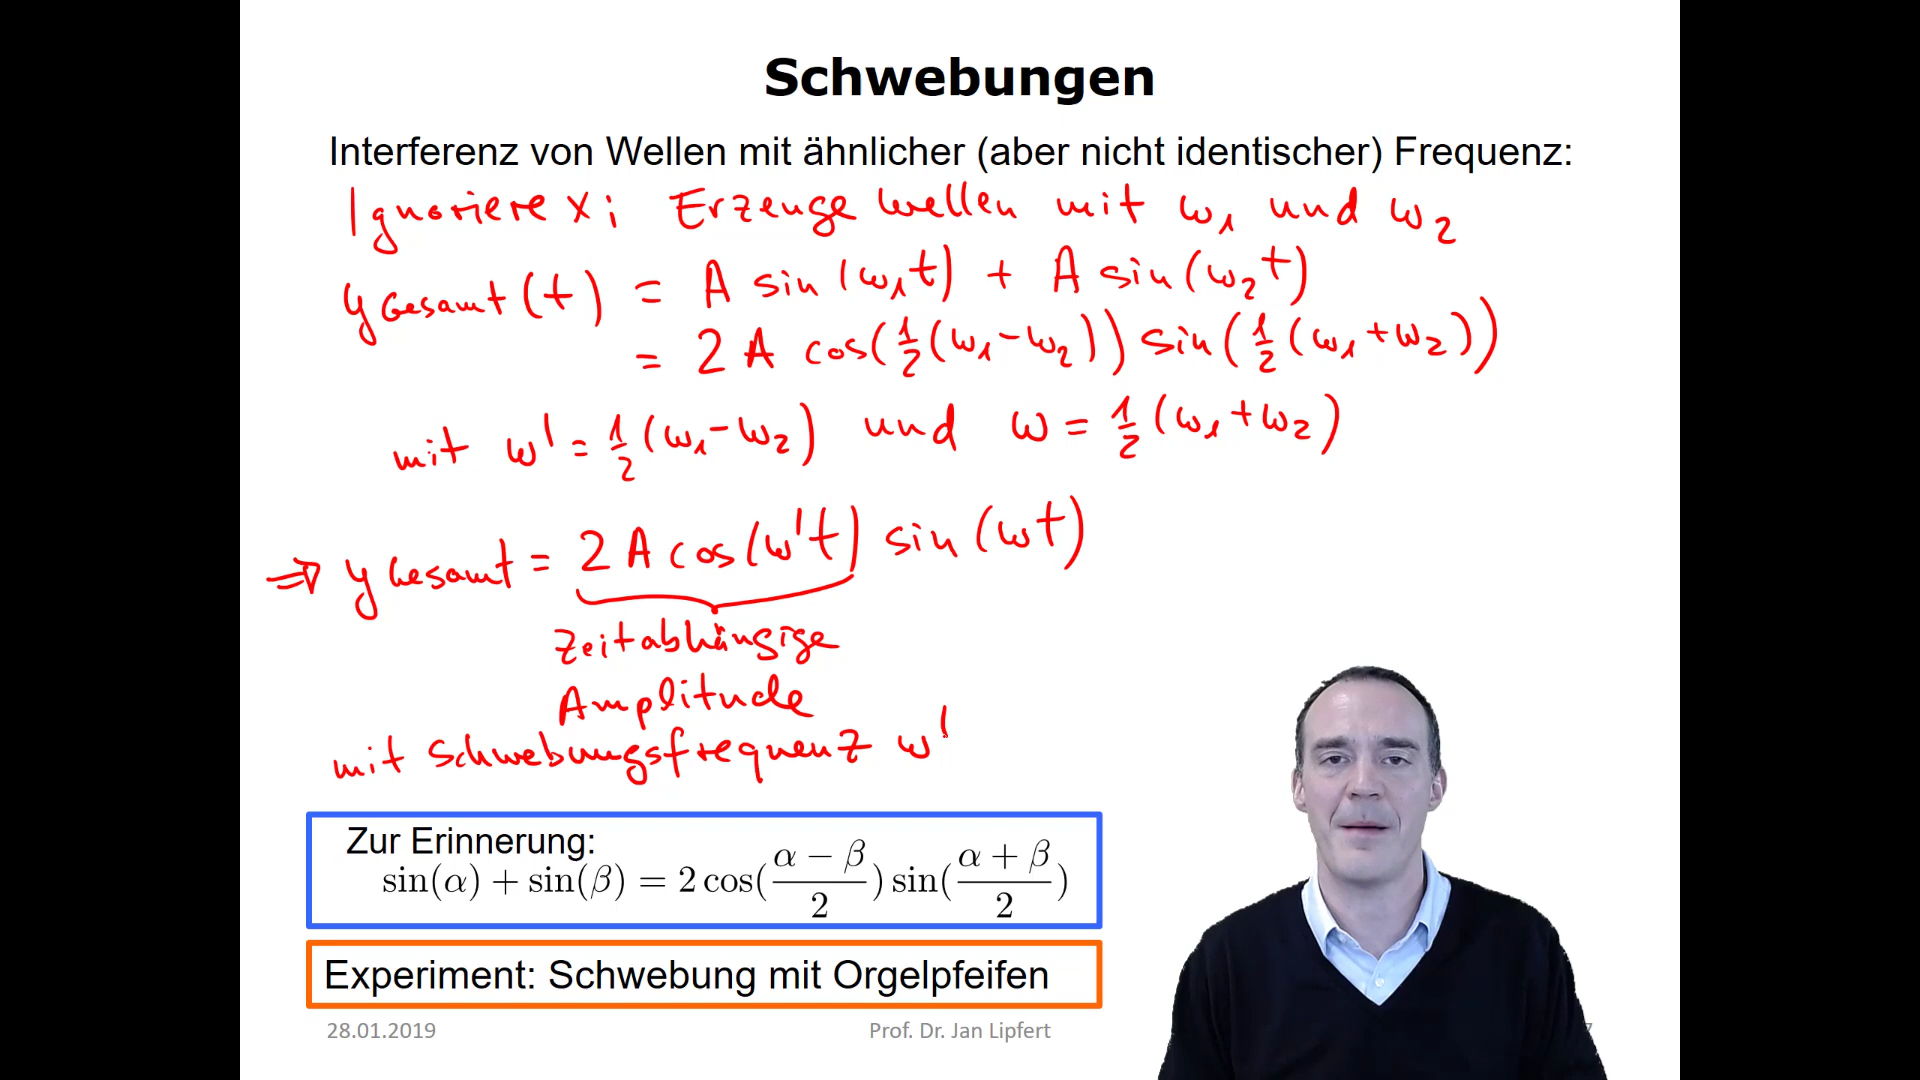 Schwebungen
Interferenz von Wellen mit ähnlicher (aber nicht identischer) Frequenz:
Ignoriere x; Erzeuge Wellen mit ω₁ und ω₂
y Gesamt (t) = A sin(ω₁t) + A sin(ω₂t)
= 2 A cos(½(ω₁-ω₂)) sin(½(ω₁+ω₂))
mit ω' = ½(ω₁-ω₂) und ω = ½(ω₁+ω₂)
⇒ y Gesamt = 2 A cos(ω't) sin(ωt)
Zeitabhängige
Amplitude
mit Schwebungsfrequenz ω'
Zur Erinnerung:
sin(α) + sin(β) = 2 cos((α − β)/2) sin((α + β)/2)
Experiment: Schwebung mit Orgelpfeifen
28.01.2019 Prof. Dr. Jan Lipfert 7